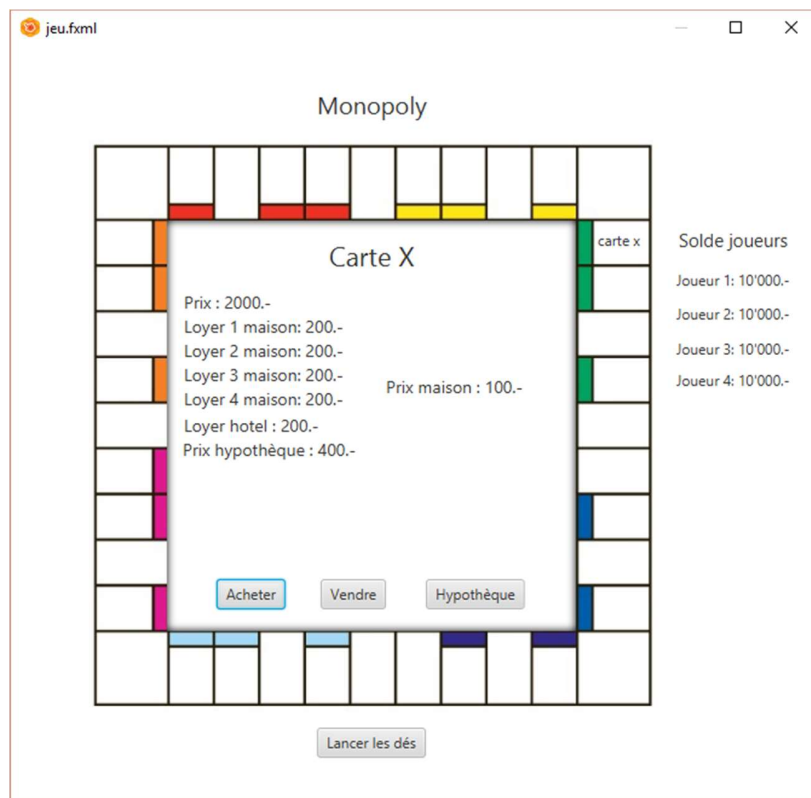 jeu.fxml
Monopoly
carte x
Solde joueurs
Joueur 1: 10'000.-
Joueur 2: 10'000.-
Joueur 3: 10'000.-
Joueur 4: 10'000.-
Carte X
Prix : 2000.-
Loyer 1 maison: 200.-
Loyer 2 maison: 200.-
Loyer 3 maison: 200.-
Loyer 4 maison: 200.-
Loyer hotel : 200.-
Prix hypothèque : 400.-
Prix maison : 100.-
Acheter
Vendre
Hypothèque
Lancer les dés